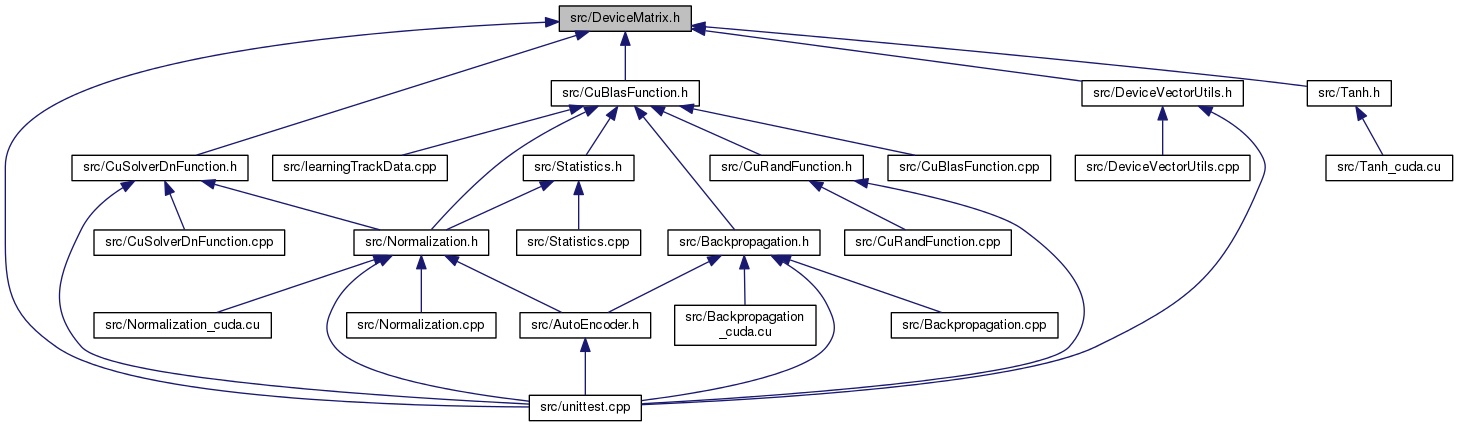 src/DeviceMatrix.h
src/CuBlasFunction.h
src/DeviceVectorUtils.h
src/Tanh.h
src/CuSolverDnFunction.h
src/learningTrackData.cpp
src/Statistics.h
src/CuRandFunction.h
src/CuBlasFunction.cpp
src/DeviceVectorUtils.cpp
src/Tanh_cuda.cu
src/CuSolverDnFunction.cpp
src/Normalization.h
src/Statistics.cpp
src/Backpropagation.h
src/CuRandFunction.cpp
src/Normalization_cuda.cu
src/Normalization.cpp
src/AutoEncoder.h
src/Backpropagation
_cuda.cu
src/Backpropagation.cpp
src/unittest.cpp